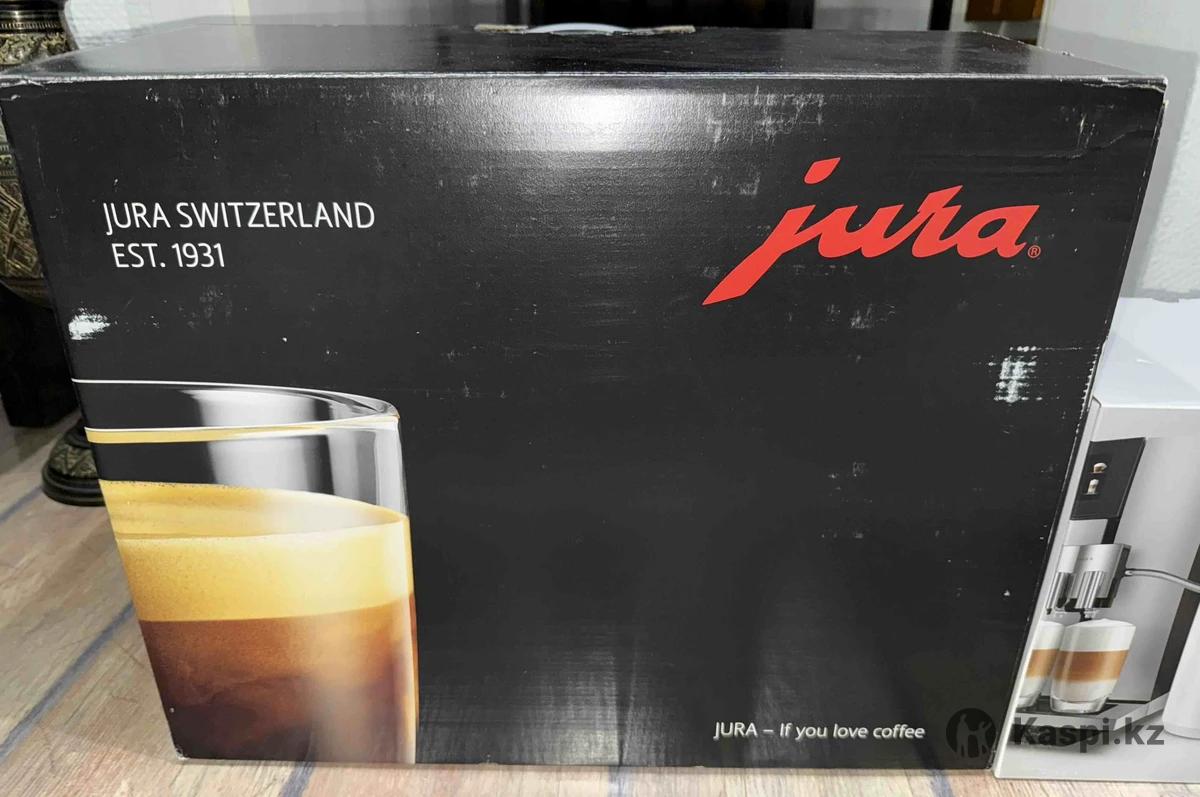 JURA SWITZERLAND
EST. 1931
jura®
JURA – If you love coffee
Kaspi.kz